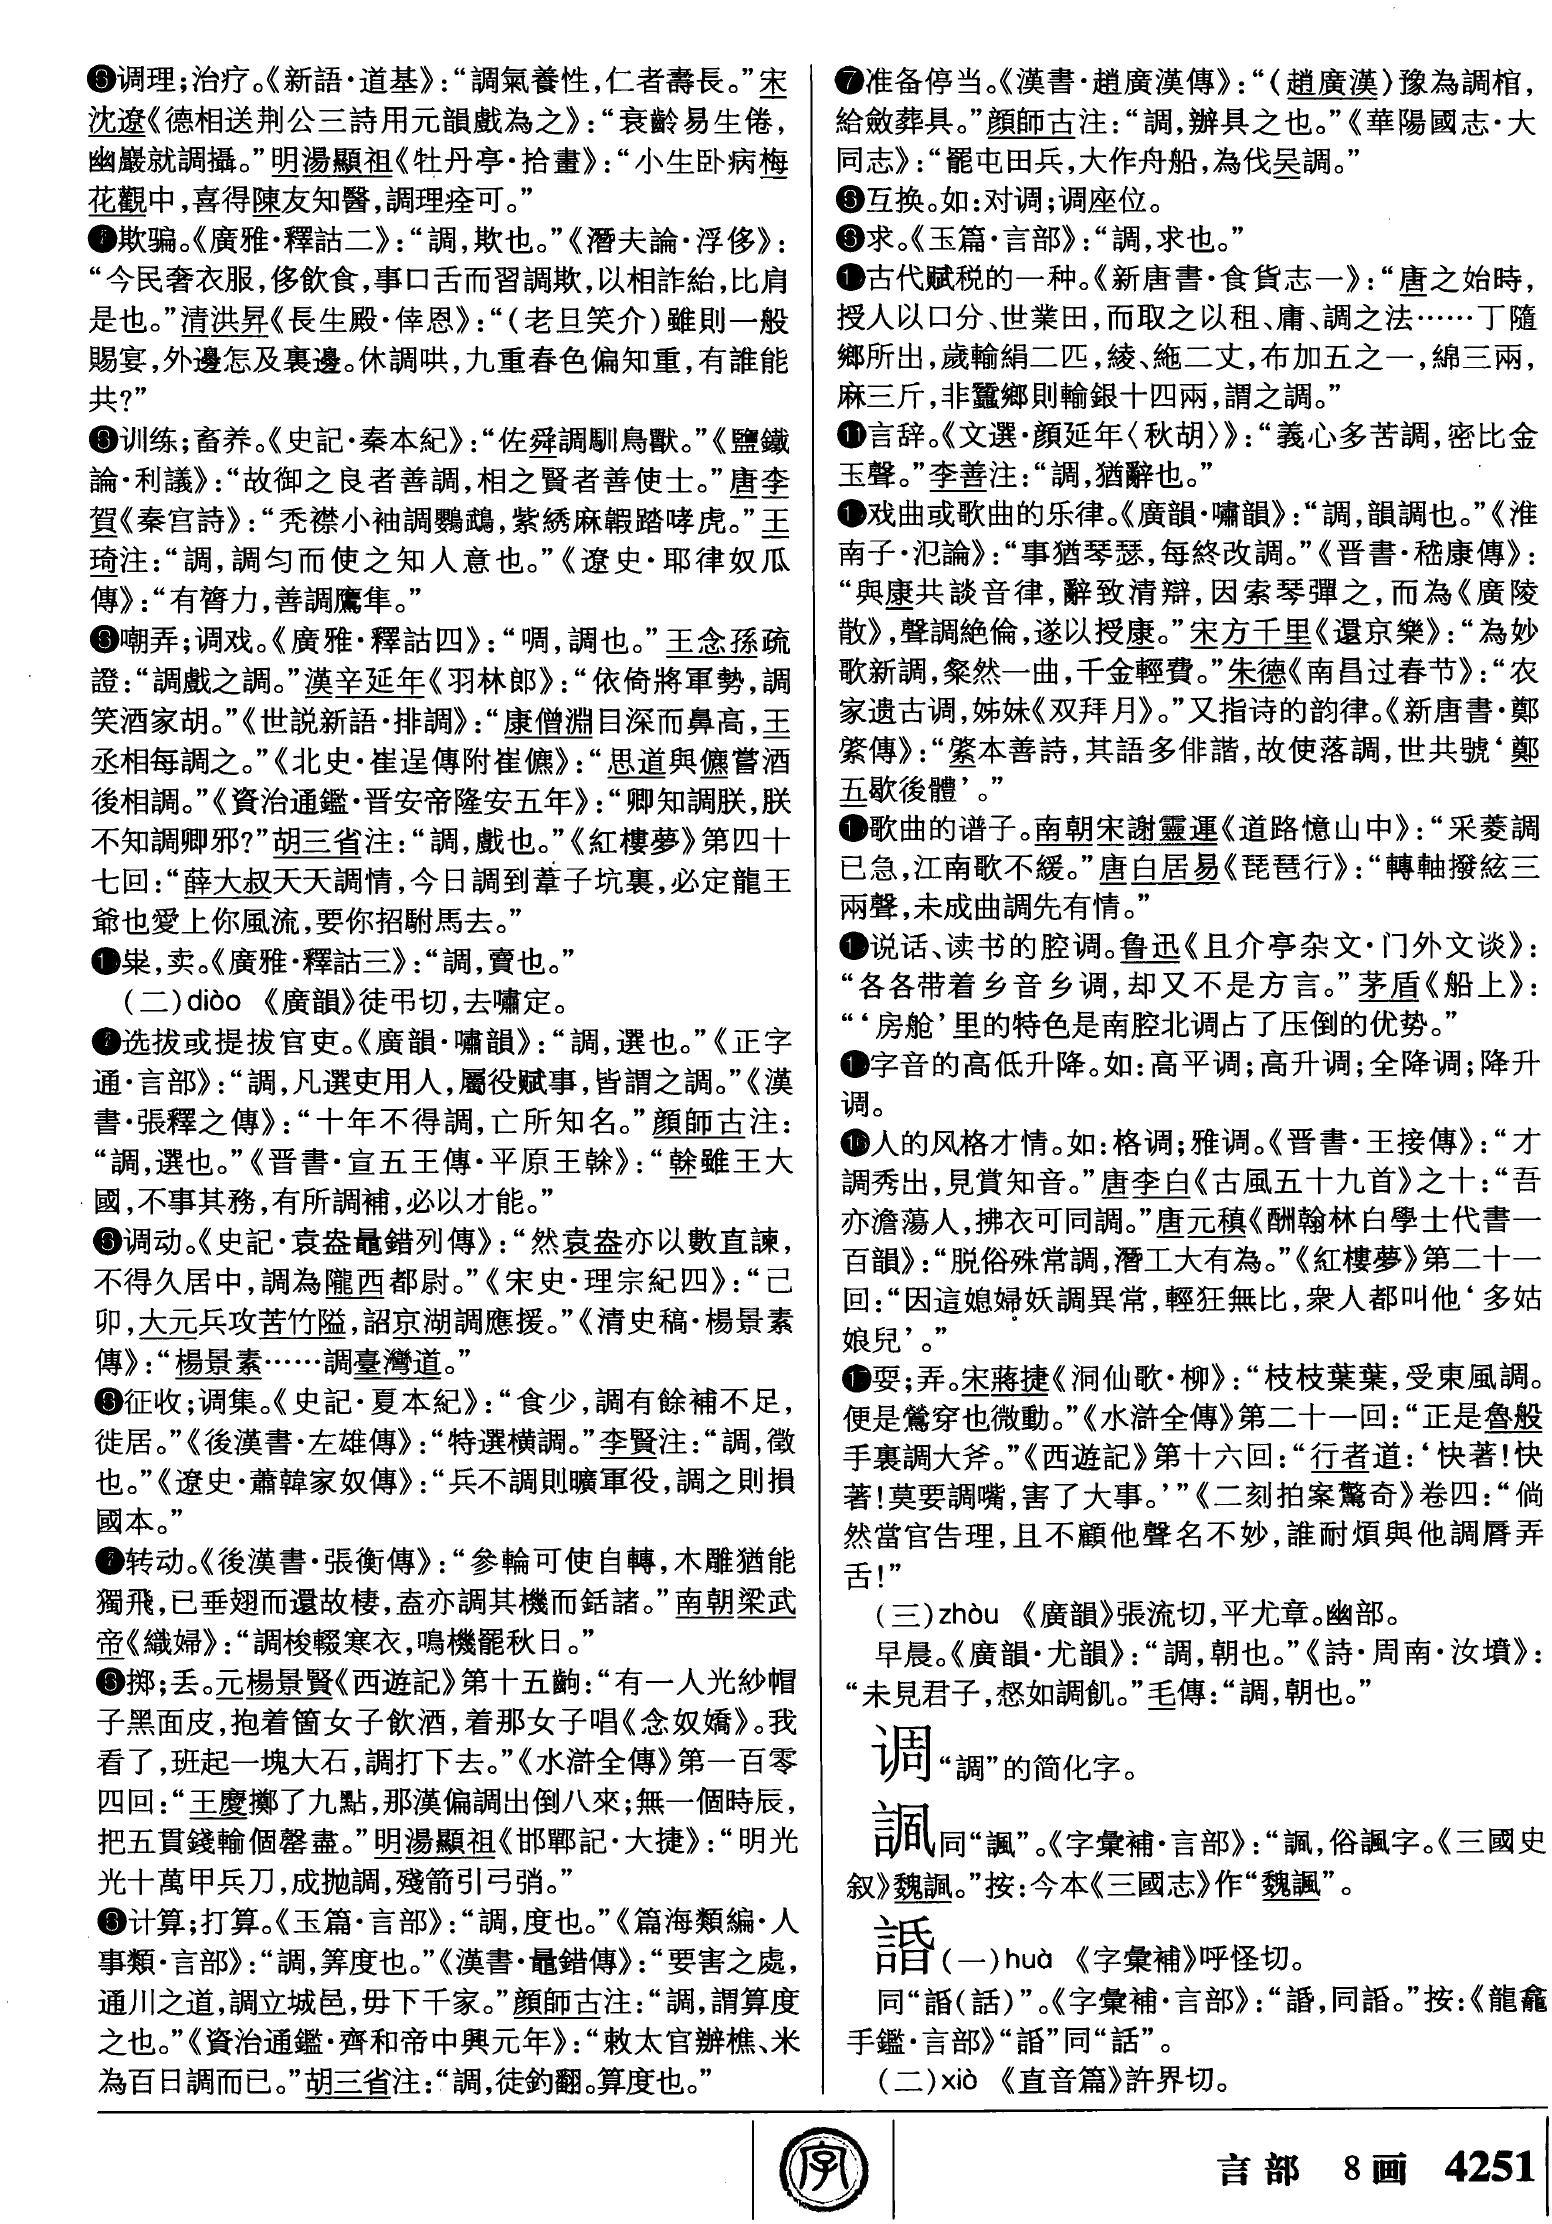 ❻调理;治疗。《新語·道基》:“調氣養性,仁者壽長。”宋
沈遼《德相送荆公三詩用元韻戲為之》:“衰齡易生倦,
幽巖就調攝。”明湯顯祖《牡丹亭·拾畫》:“小生卧病梅
花觀中,喜得陳友知醫,調理痊可。”
❼欺骗。《廣雅·釋詁二》:“調,欺也。”《潛夫論·浮侈》:
“今民奢衣服,侈飲食,事口舌而習調欺,以相詐紿,比肩
是也。”清洪昇《長生殿·倖恩》:“(老旦笑介)雖則一般
賜宴,外邊怎及裏邊。休調哄,九重春色偏知重,有誰能
共?”
❽训练;畜养。《史記·秦本紀》:“佐舜調馴鳥獸。”《鹽鐵
論·利議》:“故御之良者善調,相之賢者善使士。”唐李
賀《秦宫詩》:“秃襟小袖調鸚鵡,紫綉麻䪗踏哮虎。”王
琦注:“調,調匀而使之知人意也。”《遼史·耶律奴瓜
傳》:“有膂力,善調鷹隼。”
❾嘲弄;调戏。《廣雅·釋詁四》:“啁,調也。”王念孫疏
證:“調戲之調。”漢辛延年《羽林郎》:“依倚將軍勢,調
笑酒家胡。”《世説新語·排調》:“康僧淵目深而鼻高,王
丞相每調之。”《北史·崔逞傳附崔儦》:“思道與儦嘗酒
後相調。”《資治通鑑·晋安帝隆安五年》:“卿知調朕,朕
不知調卿邪?”胡三省注:“調,戲也。”《紅樓夢》第四十
七回:“薛大叔天天調情,今日調到葦子坑裏,必定龍王
爺也愛上你風流,要你招駙馬去。”
❿粜,卖。《廣雅·釋詁三》:“調,賣也。”
(二)diào 《廣韻》徒弔切,去嘯定。
❶选拔或提拔官吏。《廣韻·嘯韻》:“調,選也。”《正字
通·言部》:“調,凡選吏用人,屬役赋事,皆謂之調。”《漢
書·張釋之傳》:“十年不得調,亡所知名。”顔師古注:
“調,選也。”《晋書·宣五王傳·平原王榦》:“榦雖王大
國,不事其務,有所調補,必以才能。”
❷调动。《史記·袁盎鼂錯列傳》:“然袁盎亦以數直諫,
不得久居中,調為隴西都尉。”《宋史·理宗紀四》:“己
卯,大元兵攻苦竹隘,詔京湖調應援。”《清史稿·楊景素
傳》:“楊景素……調臺灣道。”
❸征收;调集。《史記·夏本紀》:“食少,調有餘補不足,
徙居。”《後漢書·左雄傳》:“特選横調。”李賢注:“調,徵
也。”《遼史·蕭韓家奴傳》:“兵不調則曠軍役,調之則損
國本。”
❹转动。《後漢書·張衡傳》:“參輪可使自轉,木雕猶能
獨飛,已垂翅而還故棲,盍亦調其機而銛諸。”南朝梁武
帝《織婦》:“調梭輟寒衣,鳴機罷秋日。”
❺掷;丢。元楊景賢《西遊記》第十五齣:“有一人光紗帽
子黑面皮,抱着箇女子飲酒,着那女子唱《念奴嬌》。我
看了,班起一塊大石,調打下去。”《水滸全傳》第一百零
四回:“王慶擲了九點,那漢偏調出倒八來;無一個時辰,
把五貫錢輸個罄盡。”明湯顯祖《邯鄲記·大捷》:“明光
光十萬甲兵刀,成抛調,殘箭引弓弰。”
❻计算;打算。《玉篇·言部》:“調,度也。”《篇海類編·人
事類·言部》:“調,筭度也。”《漢書·鼂錯傳》:“要害之處,
通川之道,調立城邑,毋下千家。”顔師古注:“調,謂算度
之也。”《資治通鑑·齊和帝中興元年》:“敕太官辦樵、米
為百日調而已。”胡三省注:“調,徒釣翻。算度也。”
❼准备停当。《漢書·趙廣漢傳》:“(趙廣漢)豫為調棺,
給斂葬具。”顔師古注:“調,辦具之也。”《華陽國志·大
同志》:“罷屯田兵,大作舟船,為伐吴調。”
❽互换。如:对调;调座位。
❾求。《玉篇·言部》:“調,求也。”
❿古代赋税的一种。《新唐書·食貨志一》:“唐之始時,
授人以口分、世業田,而取之以租、庸、調之法……丁隨
鄉所出,歲輸絹二匹,綾、絁二丈,布加五之一,綿三兩,
麻三斤,非蠶鄉則輸銀十四兩,謂之調。”
⓫言辞。《文選·顔延年〈秋胡〉》:“義心多苦調,密比金
玉聲。”李善注:“調,猶辭也。”
⓬戏曲或歌曲的乐律。《廣韻·嘯韻》:“調,韻調也。”《淮
南子·氾論》:“事猶琴瑟,每終改調。”《晋書·嵇康傳》:
“與康共談音律,辭致清辯,因索琴彈之,而為《廣陵
散》,聲調絶倫,遂以授康。”宋方千里《還京樂》:“為妙
歌新調,粲然一曲,千金輕費。”朱德《南昌过春节》:“农
家遗古调,姊妹《双拜月》。”又指诗的韵律。《新唐書·鄭
綮傳》:“綮本善詩,其語多俳諧,故使落調,世共號‘鄭
五歇後體’。”
⓭歌曲的谱子。南朝宋謝靈運《道路憶山中》:“采菱調
已急,江南歌不緩。”唐白居易《琵琶行》:“轉軸撥絃三
兩聲,未成曲調先有情。”
⓮说话、读书的腔调。鲁迅《且介亭杂文·门外文谈》:
“各各带着乡音乡调,却又不是方言。”茅盾《船上》:
“‘房舱’里的特色是南腔北调占了压倒的优势。”
⓯字音的高低升降。如:高平调;高升调;全降调;降升
调。
⓰人的风格才情。如:格调;雅调。《晋書·王接傳》:“才
調秀出,見賞知音。”唐李白《古風五十九首》之十:“吾
亦澹蕩人,拂衣可同調。”唐元稹《酬翰林白學士代書一
百韻》:“脱俗殊常調,潛工大有為。”《紅樓夢》第二十一
回:“因這媳婦妖調異常,輕狂無比,衆人都叫他‘多姑
娘兒’。”
⓱耍;弄。宋蔣捷《洞仙歌·柳》:“枝枝葉葉,受東風調。
便是鶯穿也微動。”《水滸全傳》第二十一回:“正是魯般
手裏調大斧。”《西遊記》第十六回:“行者道:‘快著!快
著!莫要調嘴,害了大事。’”《二刻拍案驚奇》卷四:“倘
然當官告理,且不顧他聲名不妙,誰耐煩與他調脣弄
舌!”
(三)zhōu 《廣韻》張流切,平尤章。幽部。
早晨。《廣韻·尤韻》:“調,朝也。”《詩·周南·汝墳》:
“未見君子,惄如調飢。”毛傳:“調,朝也。”
调“調”的简化字。
同“諷”。《字彙補·言部》:“,俗諷字。《三國史
叙》魏。”按:今本《三國志》作“魏諷”。
(一)huà 《字彙補》呼怪切。
同“䛡(話)”。《字彙補·言部》:“,同䛡。”按:《龍龕
手鑑·言部》“䛡”同“話”。
(二)xiè 《直音篇》許界切。
言部 8画 4251